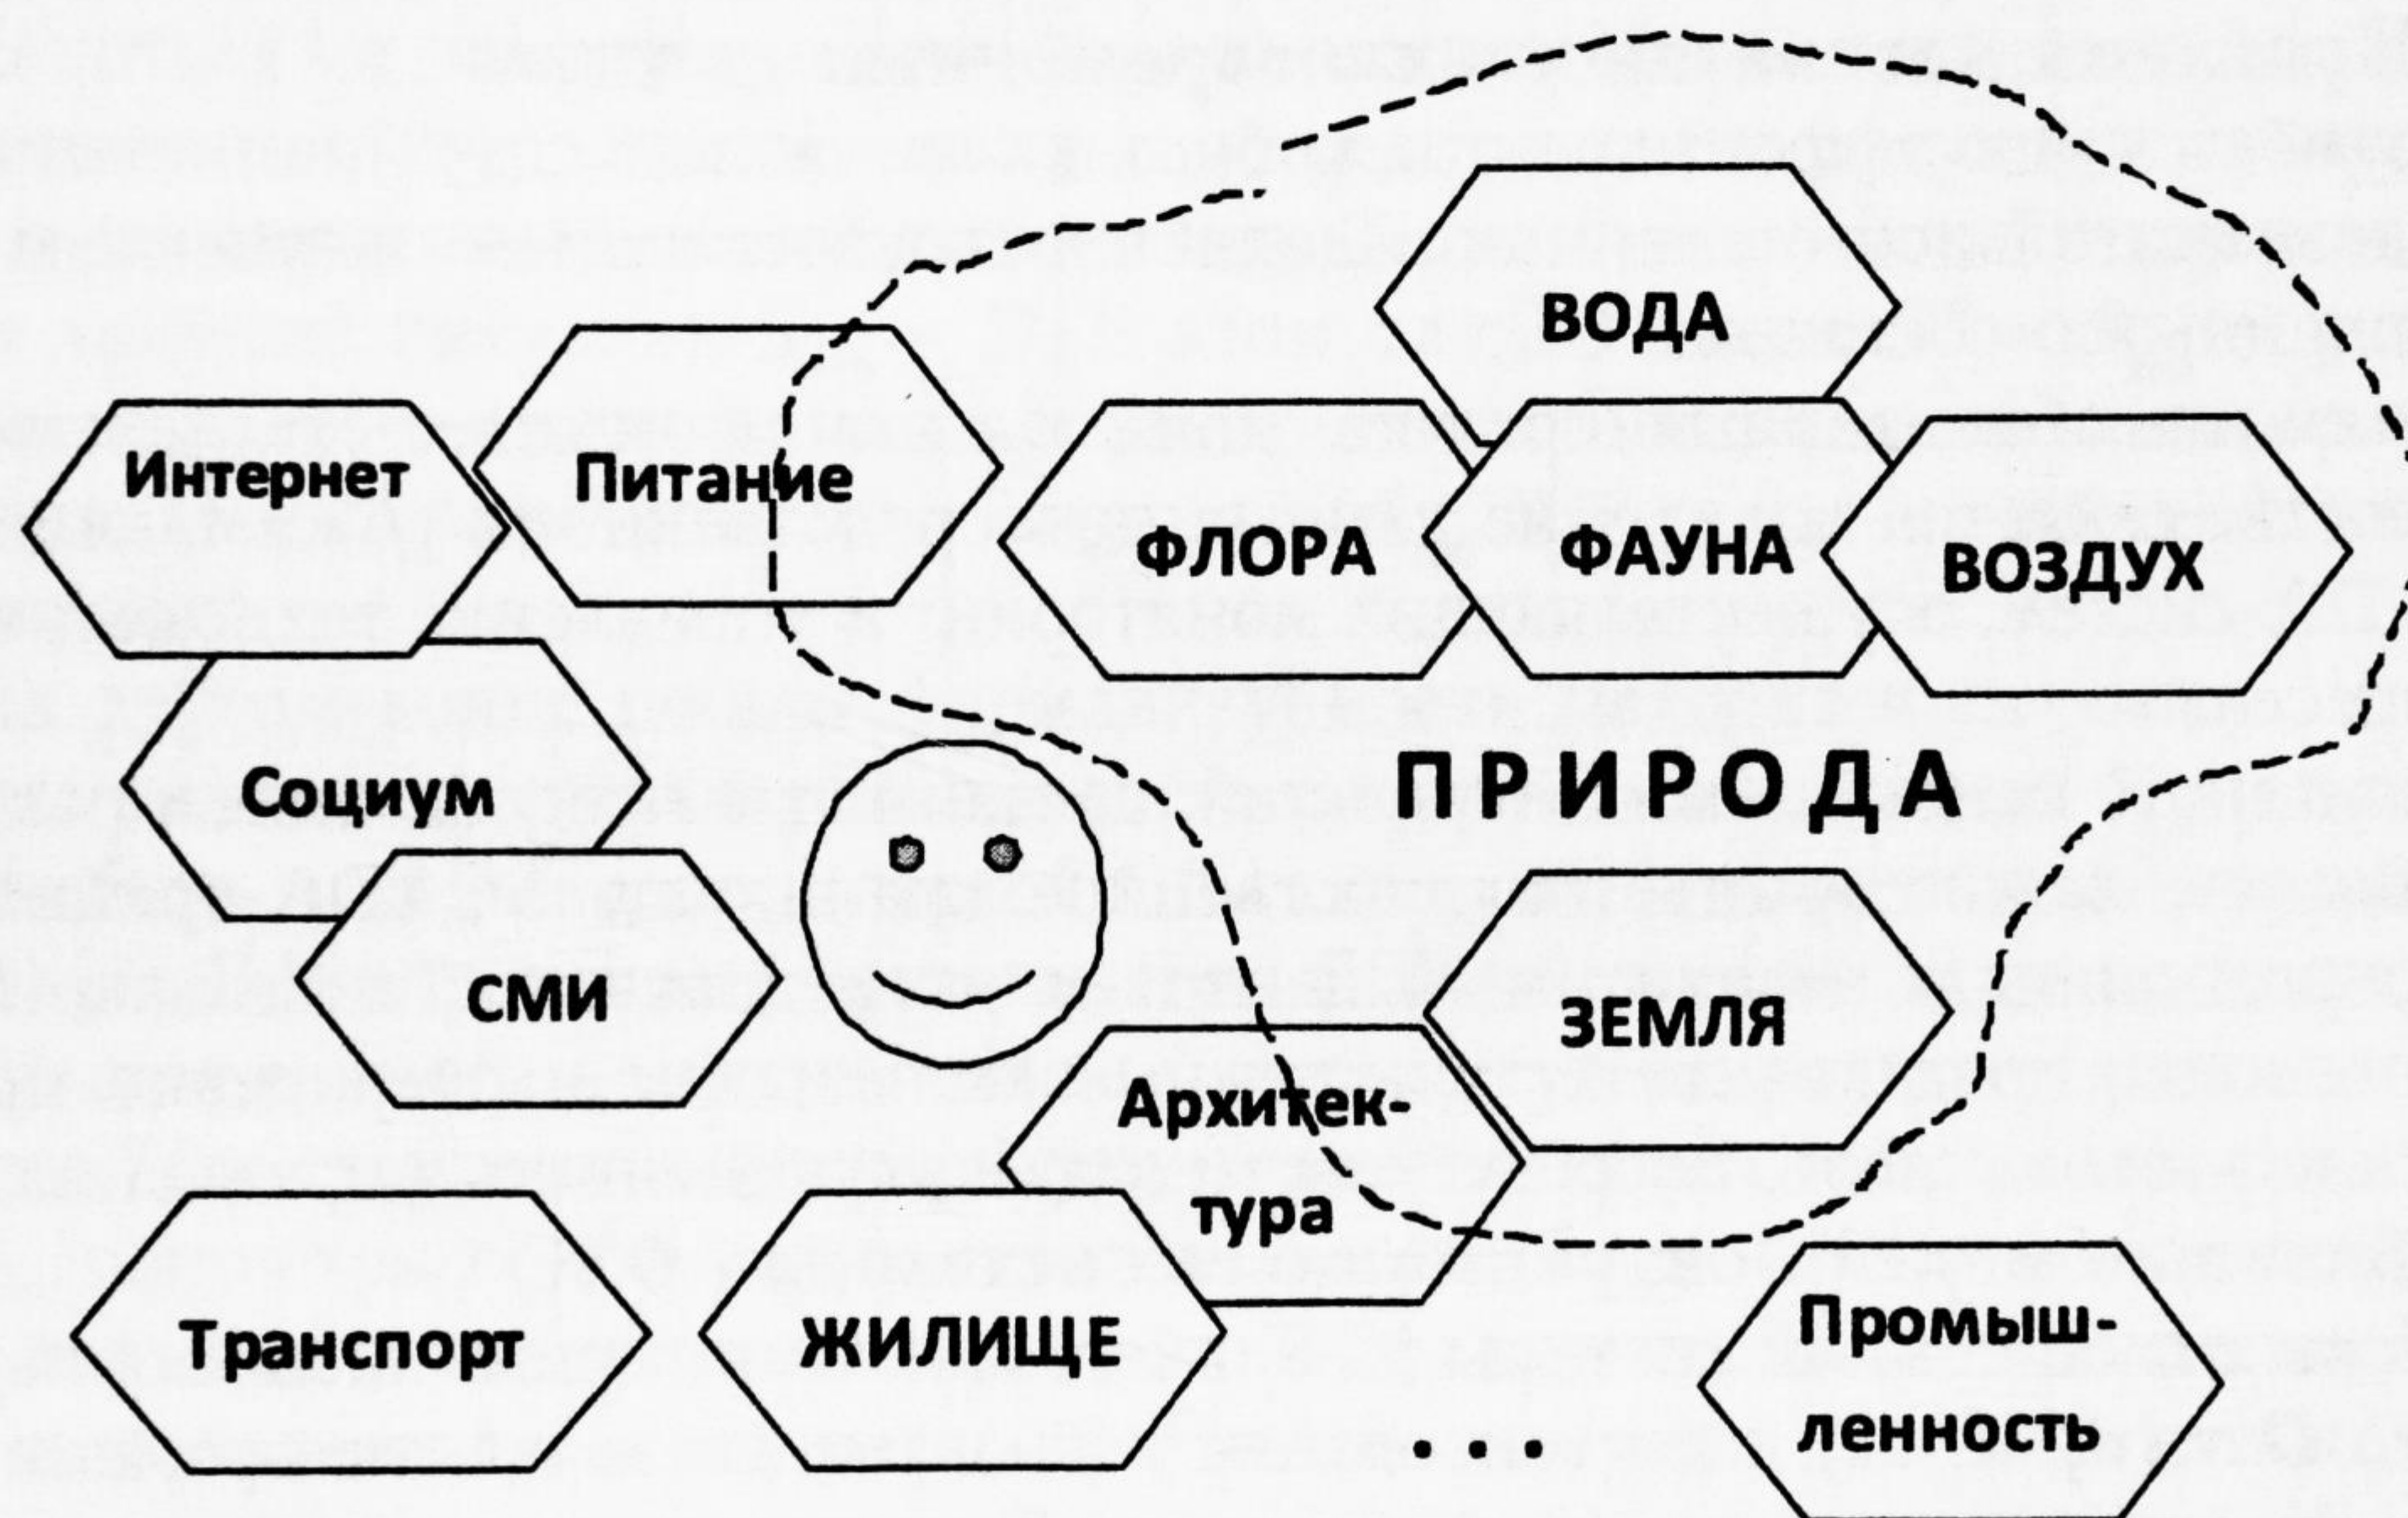 ВОДА
Интернет
Питание
ФЛОРА
ФАУНА
ВОЗДУХ
Социум
ПРИРОДА
СМИ
ЗЕМЛЯ
Архитек-
тура
Транспорт
ЖИЛИЩЕ
...
Промыш-
ленность